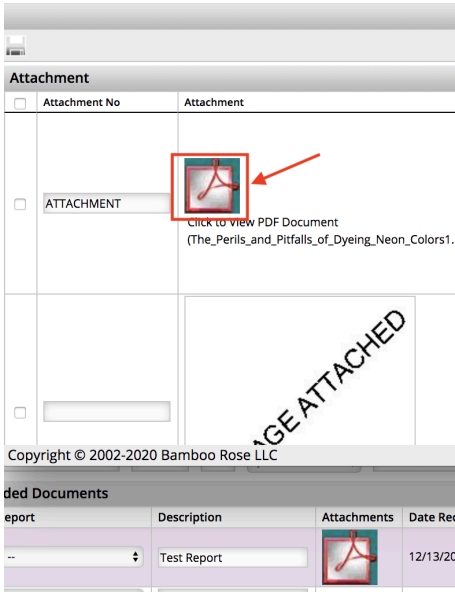 Attachment
Attachment No Attachment
ATTACHMENT
Click to View PDF Document
(The_Perils_and_Pitfalls_of_Dyeing_Neon_Colors1.
AGE ATTACHED
Copyright © 2002-2020 Bamboo Rose LLC
ded Documents
eport Description Attachments Date Rec
-- Test Report 12/13/20